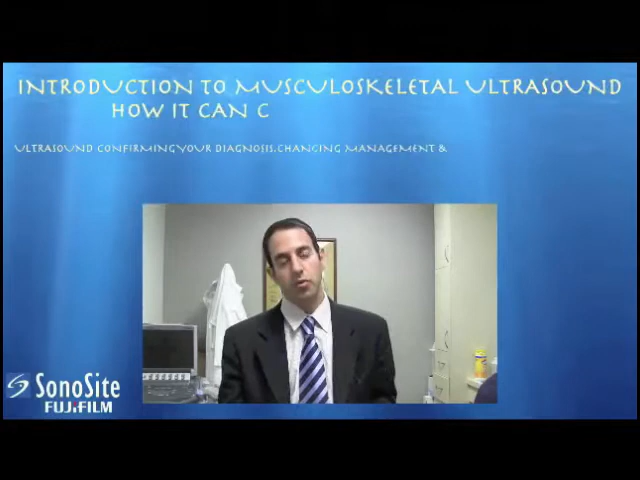 INTRODUCTION TO MUSCULOSKELETAL ULTRASOUND
HOW IT CAN C
ULTRASOUND CONFIRMING YOUR DIAGNOSIS,CHANGING MANAGEMENT &
SonoSite
FUJIFILM